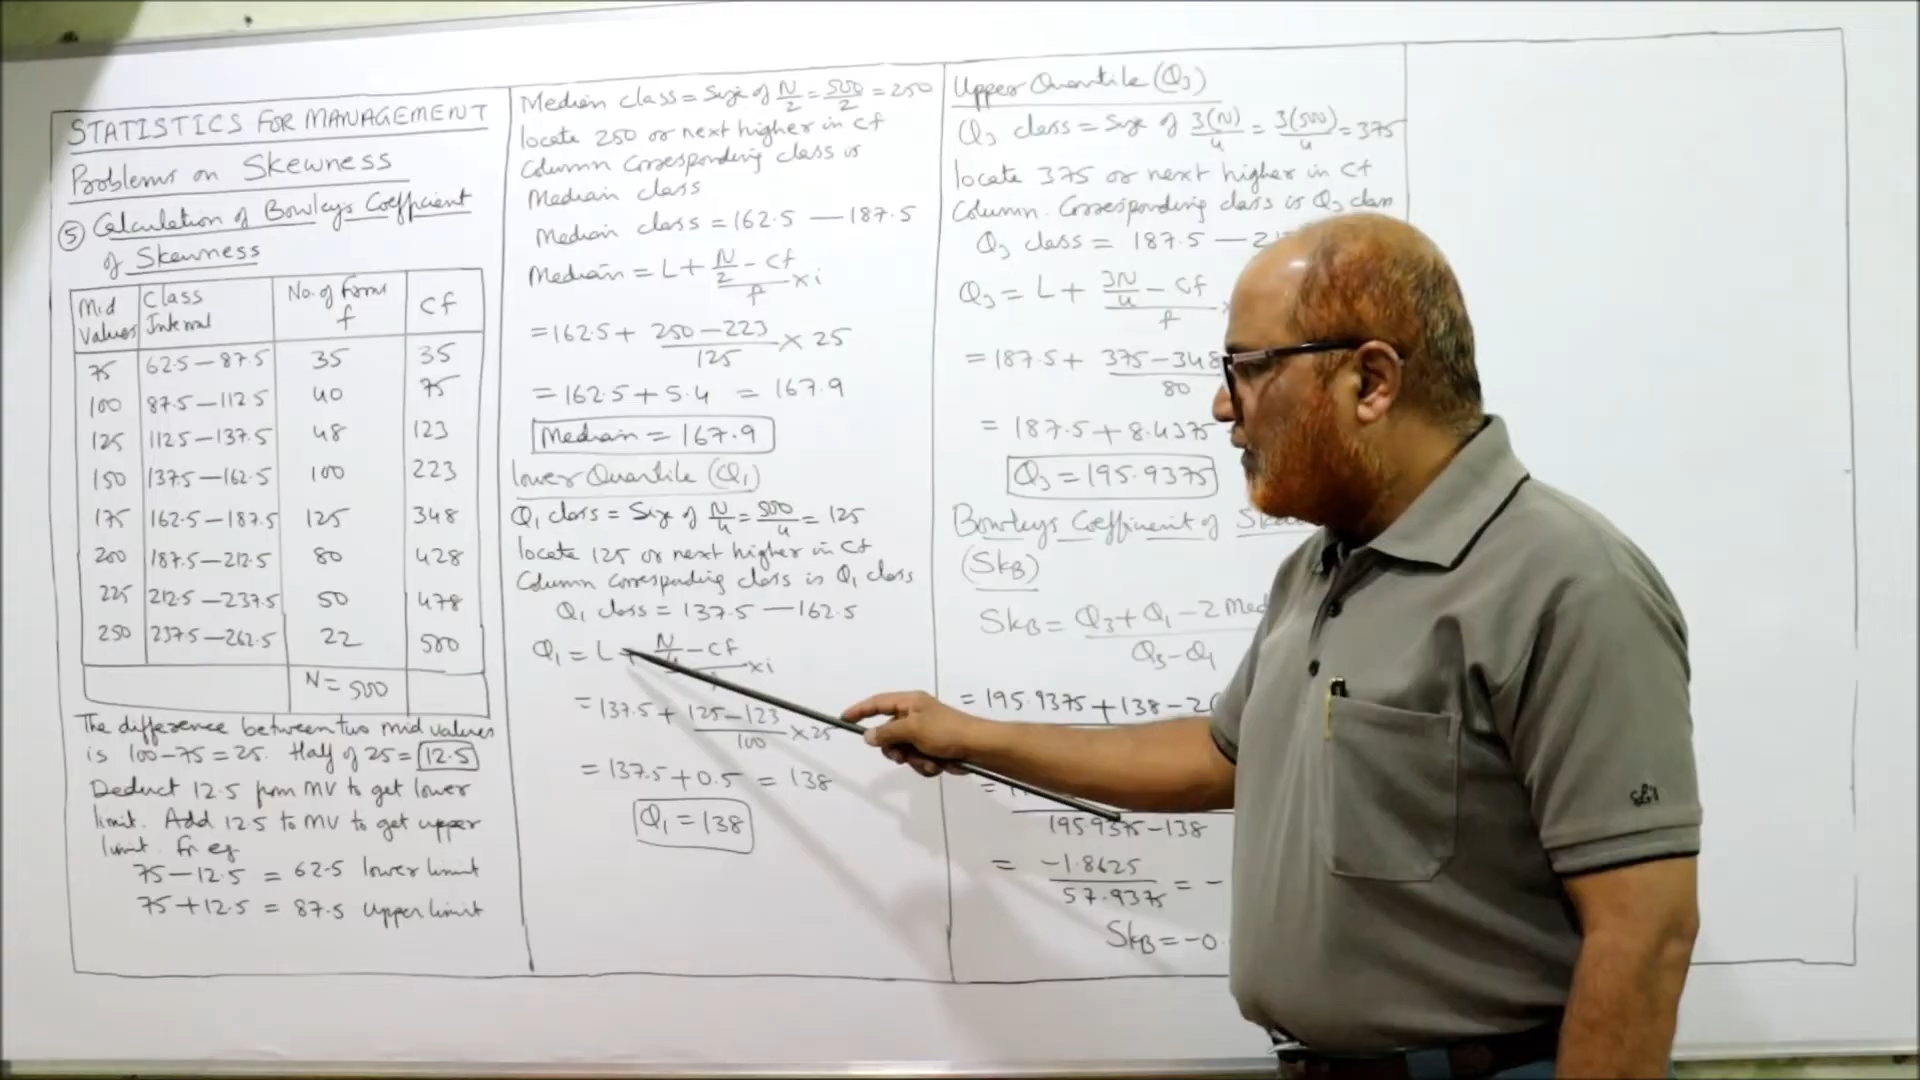 STATISTICS FOR MANAGEMENT
Problems on Skewness
5 Calculation of Bowleys Coefficient
of Skewness
Mid Values Class Interval No. of Forms f Cf
75 62.5—87.5 35 35
100 87.5—112.5 40 75
125 112.5—137.5 48 123
150 137.5—162.5 100 223
175 162.5—187.5 125 348
200 187.5—212.5 80 428
225 212.5—237.5 50 478
250 237.5—262.5 22 500
N = 500
The difference between two mid values
is 100—75 = 25. Half of 25 = 12.5
Deduct 12.5 from MV to get lower
limit. Add 12.5 to MV to get upper
limit. Fr eg
75—12.5 = 62.5 lower limit
75+12.5 = 87.5 upper limit
Median class = Size of N/2 = 500/2 = 250
locate 250 or next higher in cf
Column Corresponding class is
Median class
Median class = 162.5 — 187.5
Median = L + N/2 - cf / f × i
= 162.5 + 250 — 223 / 125 × 25
= 162.5 + 5.4 = 167.9
Median = 167.9
lower Quantile (Q1)
Q1 class = Size of N/4 = 500/4 = 125
locate 125 or next higher in cf
Column Corresponding class is Q1 class
Q1 class = 137.5 — 162.5
Q1 = L + N/4 - cf / × i
= 137.5 + 125 — 123 / 100 × 25
= 137.5 + 0.5 = 138
Q1 = 138
Upper Quantile (Q3)
Q3 class = Size of 3(N)/4 = 3(500)/4 = 375
locate 375 or next higher in cf
Column. Corresponding class is Q3 class
Q3 class = 187.5 —
Q3 = L + 3N/4 - cf / f
= 187.5 + 375 — 348 / 80
= 187.5 + 8.4375
Q3 = 195.9375
Bowleys Coefficient of
(SkB)
SkB = Q3 + Q1 - 2 Med / Q3 - Q1
= 195.9375 + 138 - 2(
195.9375 — 138
= -1.8625 / 57.9375 = -
SkB = -0.